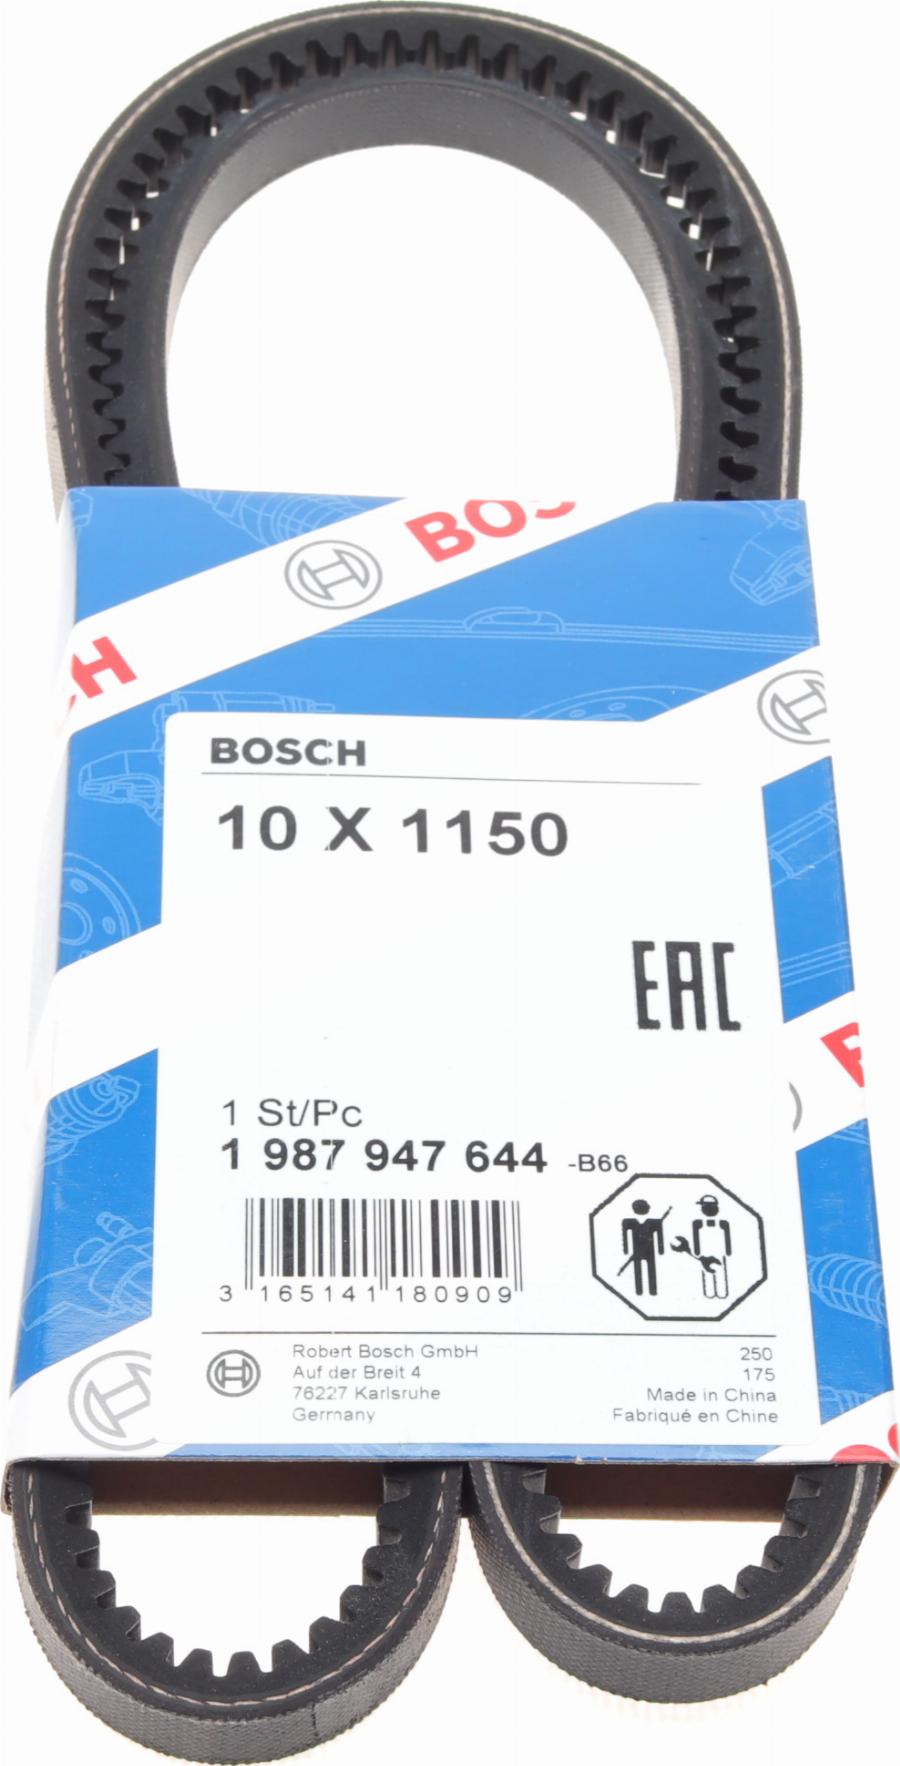 BOSCH
BOSCH
10 X 1150
EAC
1 St/Pc
1 987 947 644 -B66
3 165141 180909
Robert Bosch GmbH
Auf der Breit 4
76227 Karlsruhe
Germany
250
175
Made in China
Fabriqué en Chine